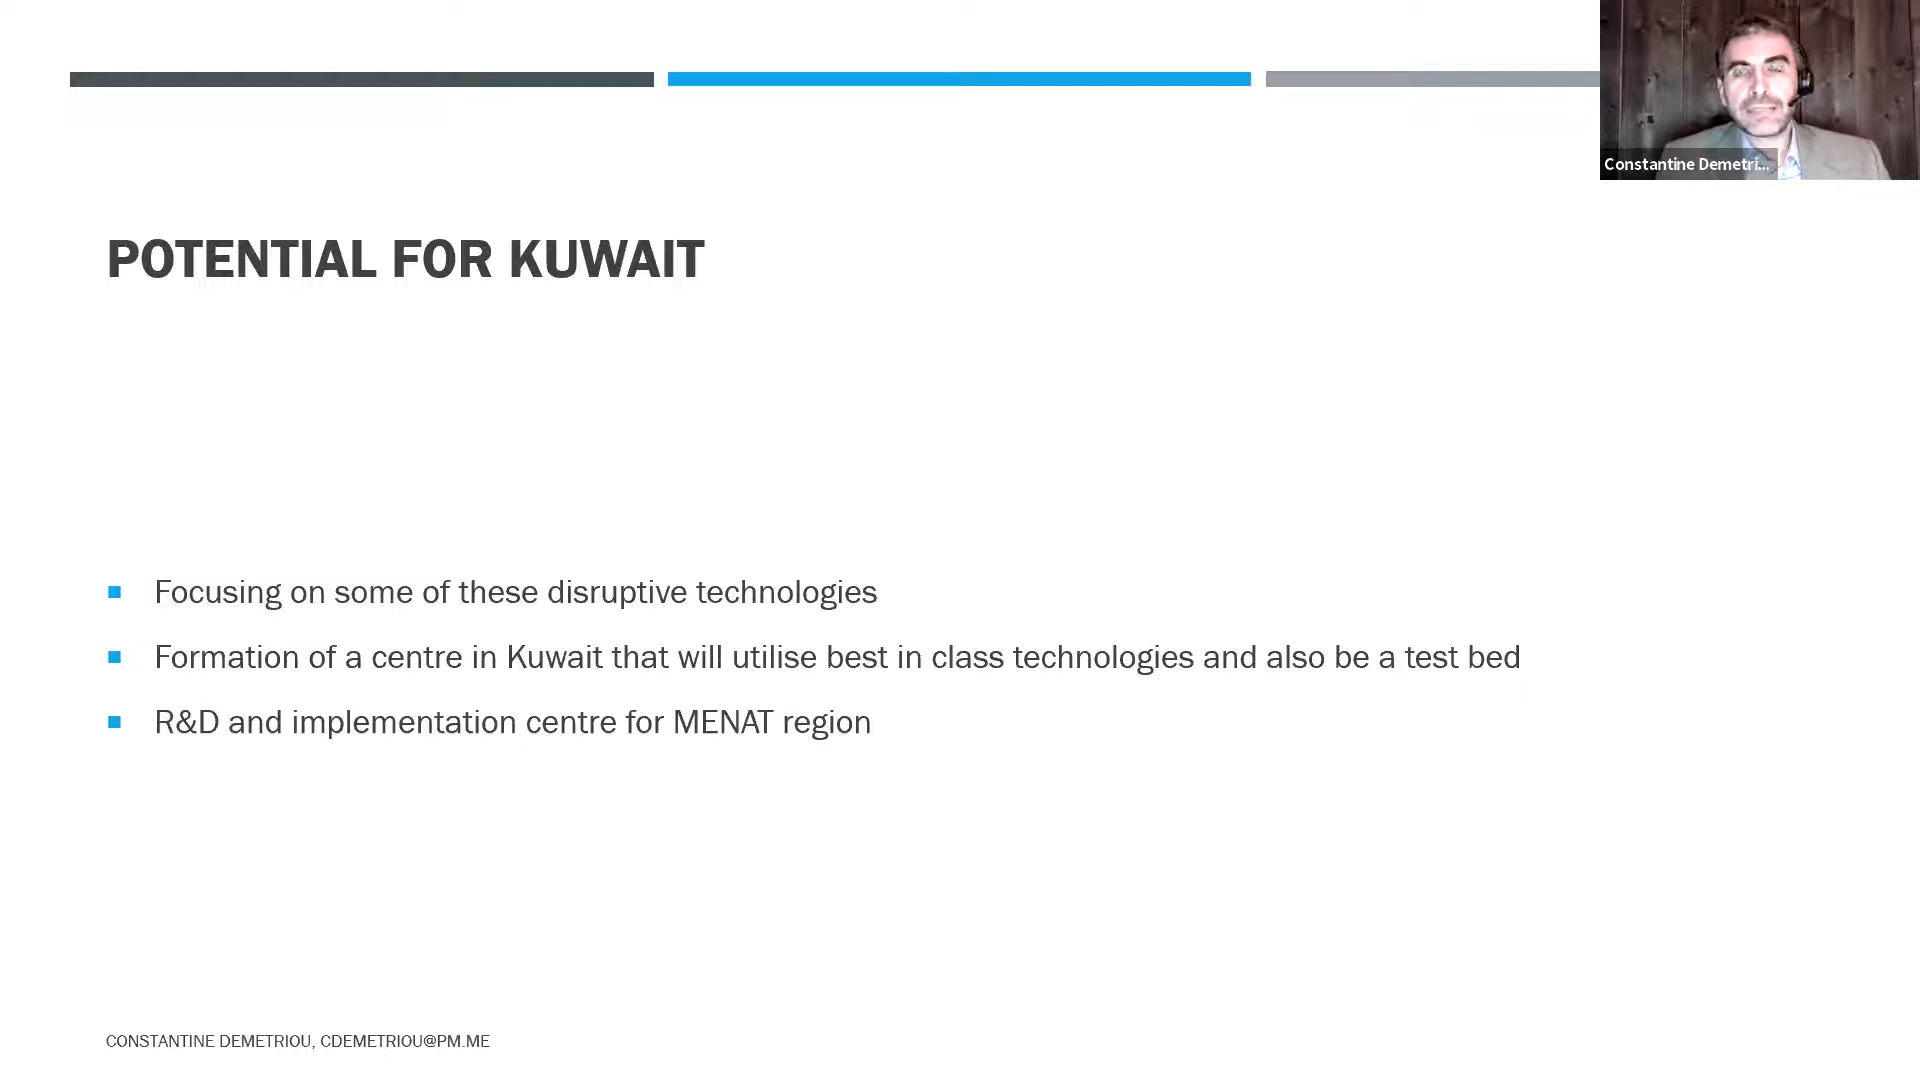 Constantine Demetri...
POTENTIAL FOR KUWAIT
Focusing on some of these disruptive technologies
Formation of a centre in Kuwait that will utilise best in class technologies and also be a test bed
R&D and implementation centre for MENAT region
CONSTANTINE DEMETRIOU, CDEMETRIOU@PM.ME